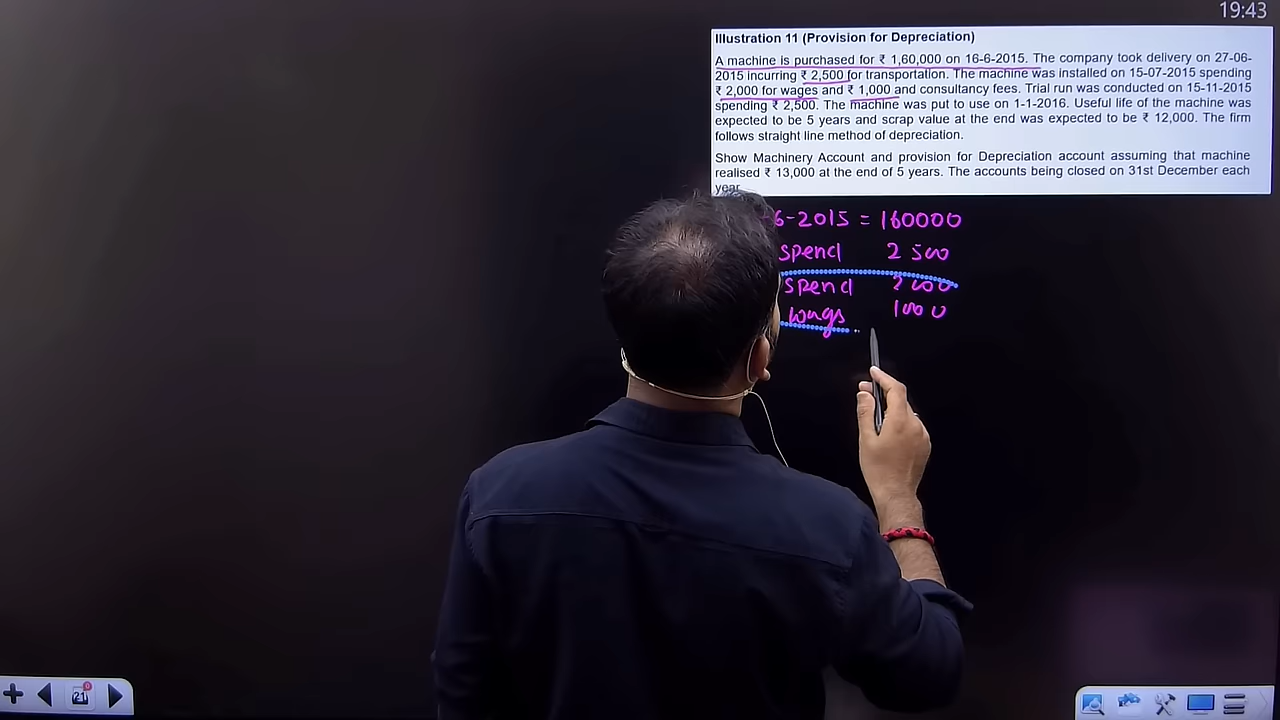 19:43
Illustration 11 (Provision for Depreciation)
A machine is purchased for ₹ 1,60,000 on 16-6-2015. The company took delivery on 27-06-
2015 incurring ₹ 2,500 for transportation. The machine was installed on 15-07-2015 spending
₹ 2,000 for wages and ₹ 1,000 and consultancy fees. Trial run was conducted on 15-11-2015
spending ₹ 2,500. The machine was put to use on 1-1-2016. Useful life of the machine was
expected to be 5 years and scrap value at the end was expected to be ₹ 12,000. The firm
follows straight line method of depreciation.
Show Machinery Account and provision for Depreciation account assuming that machine
realised ₹ 13,000 at the end of 5 years. The accounts being closed on 31st December each
year
6-2015 = 160000
spend 2500
spend 2000
wags 1000
21